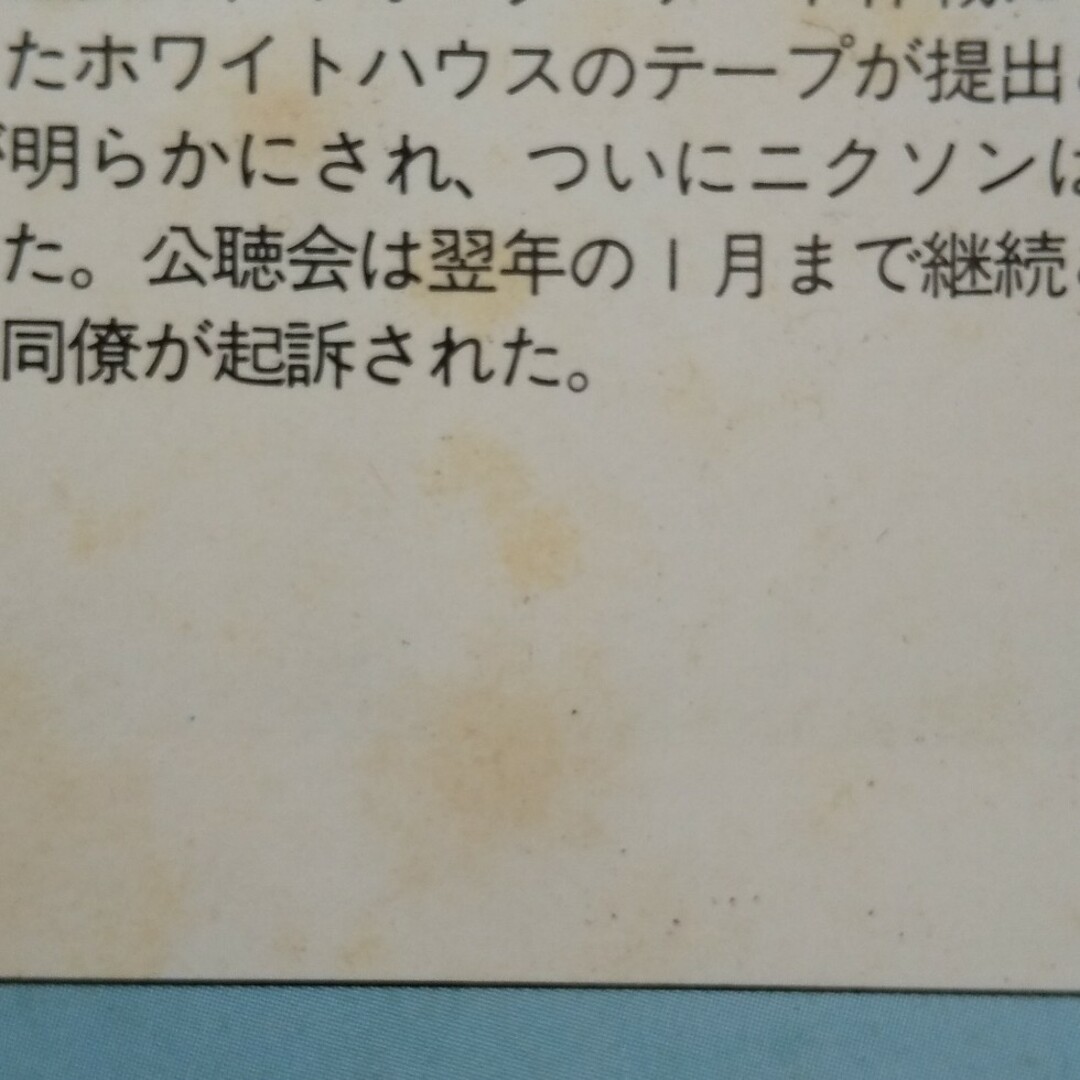 たホワイトハウスのテープが提出
明らかにされ、ついにニクソンは
た。公聴会は翌年の1月まで継続
同僚が起訴された。